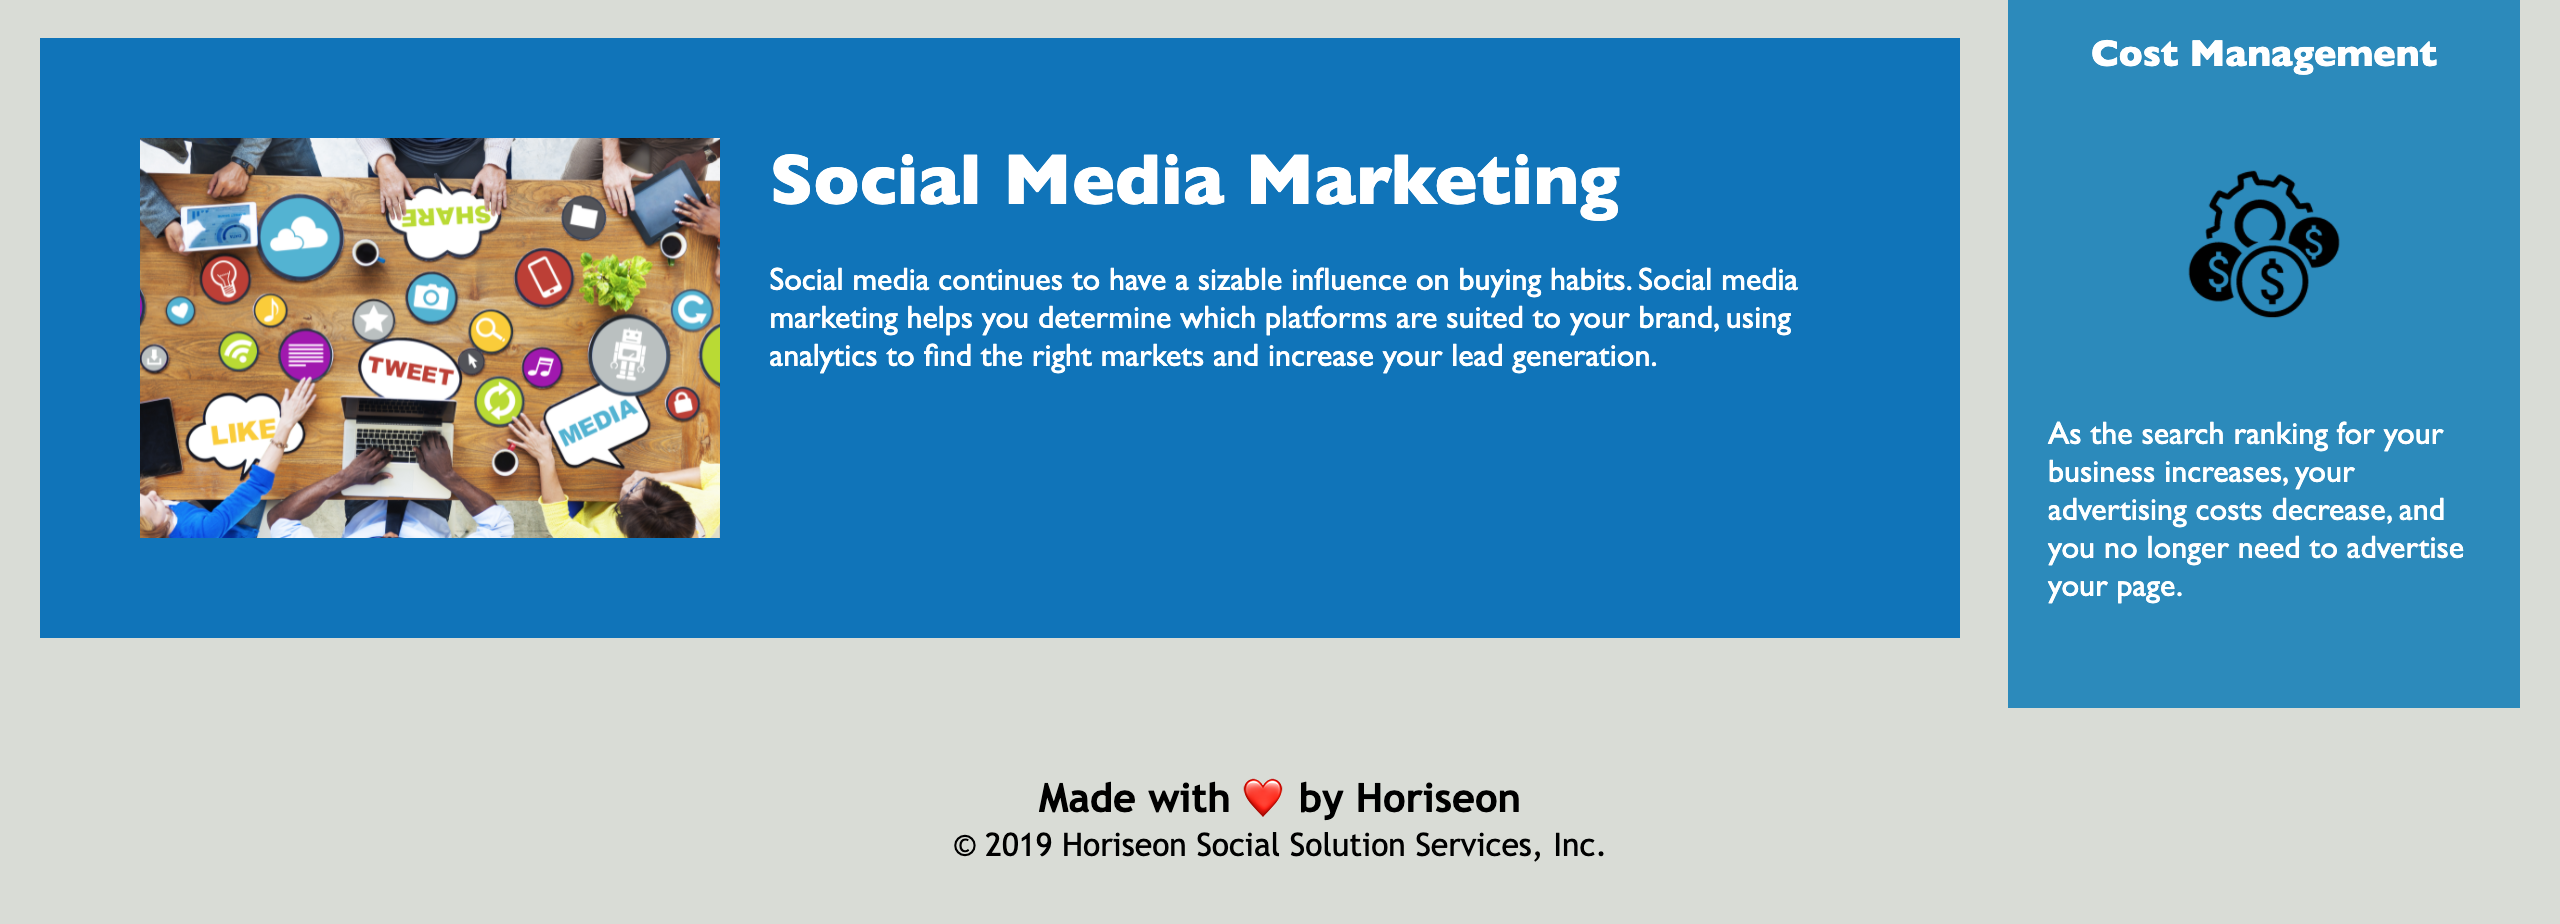 Social Media Marketing
Social media continues to have a sizable influence on buying habits. Social media
marketing helps you determine which platforms are suited to your brand, using
analytics to find the right markets and increase your lead generation.
SHARE
TWEET
LIKE
MEDIA
Cost Management
$
$
$
As the search ranking for your
business increases, your
advertising costs decrease, and
you no longer need to advertise
your page.
Made with ❤️ by Horiseon
© 2019 Horiseon Social Solution Services, Inc.